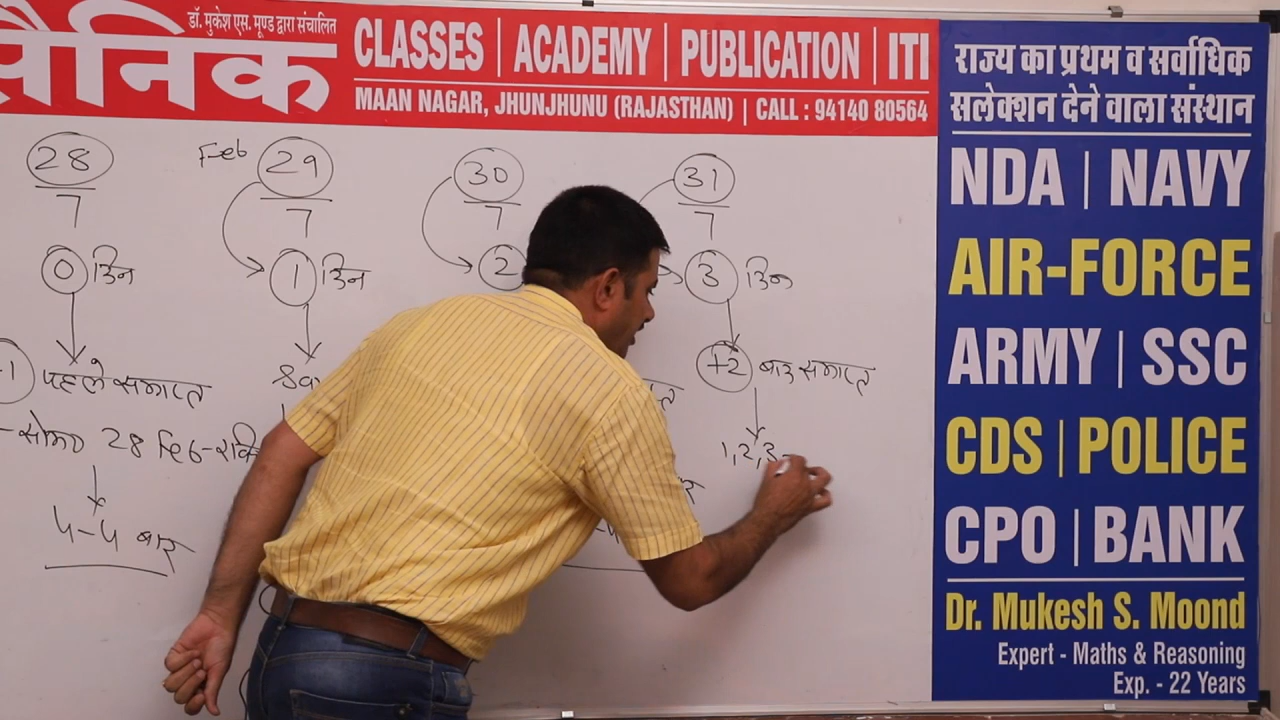 डॉ. मुकेश एस. मूण्ड द्वारा संचालित
सैनिक
CLASSES | ACADEMY | PUBLICATION | ITI
MAAN NAGAR, JHUNJHUNU (RAJASTHAN) | CALL : 94140 80564
राज्य का प्रथम व सर्वाधिक
सलेक्शन देने वाला संस्थान
NDA | NAVY
AIR-FORCE
ARMY | SSC
CDS | POLICE
CPO | BANK
Dr. Mukesh S. Moond
Expert - Maths & Reasoning
Exp. - 22 Years
28 Feb 29 30 31
7 7 7 7
0 दिन 1 दिन 2 3 दिन
-1 पहले समाप्त +2 बाद समाप्त
28 Feb 1, 2, 3
4-4 बार